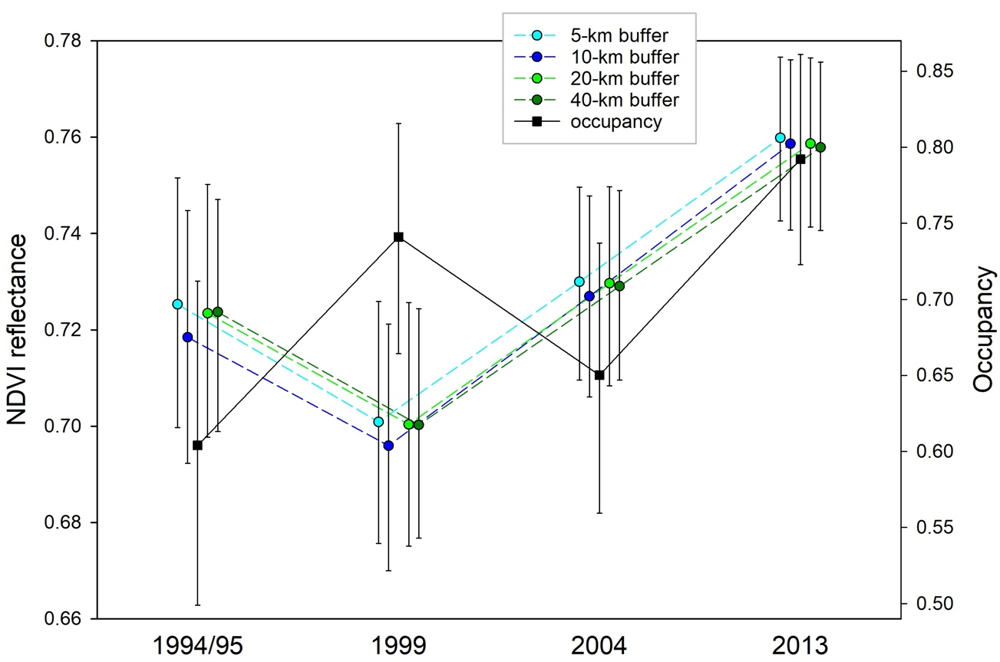 5-km buffer
10-km buffer
20-km buffer
40-km buffer
occupancy
NDVI reflectance
0.78
0.76
0.74
0.72
0.70
0.68
0.66
0.85
0.80
0.75
0.70
0.65
0.60
0.55
0.50
Occupancy
1994/95 1999 2004 2013